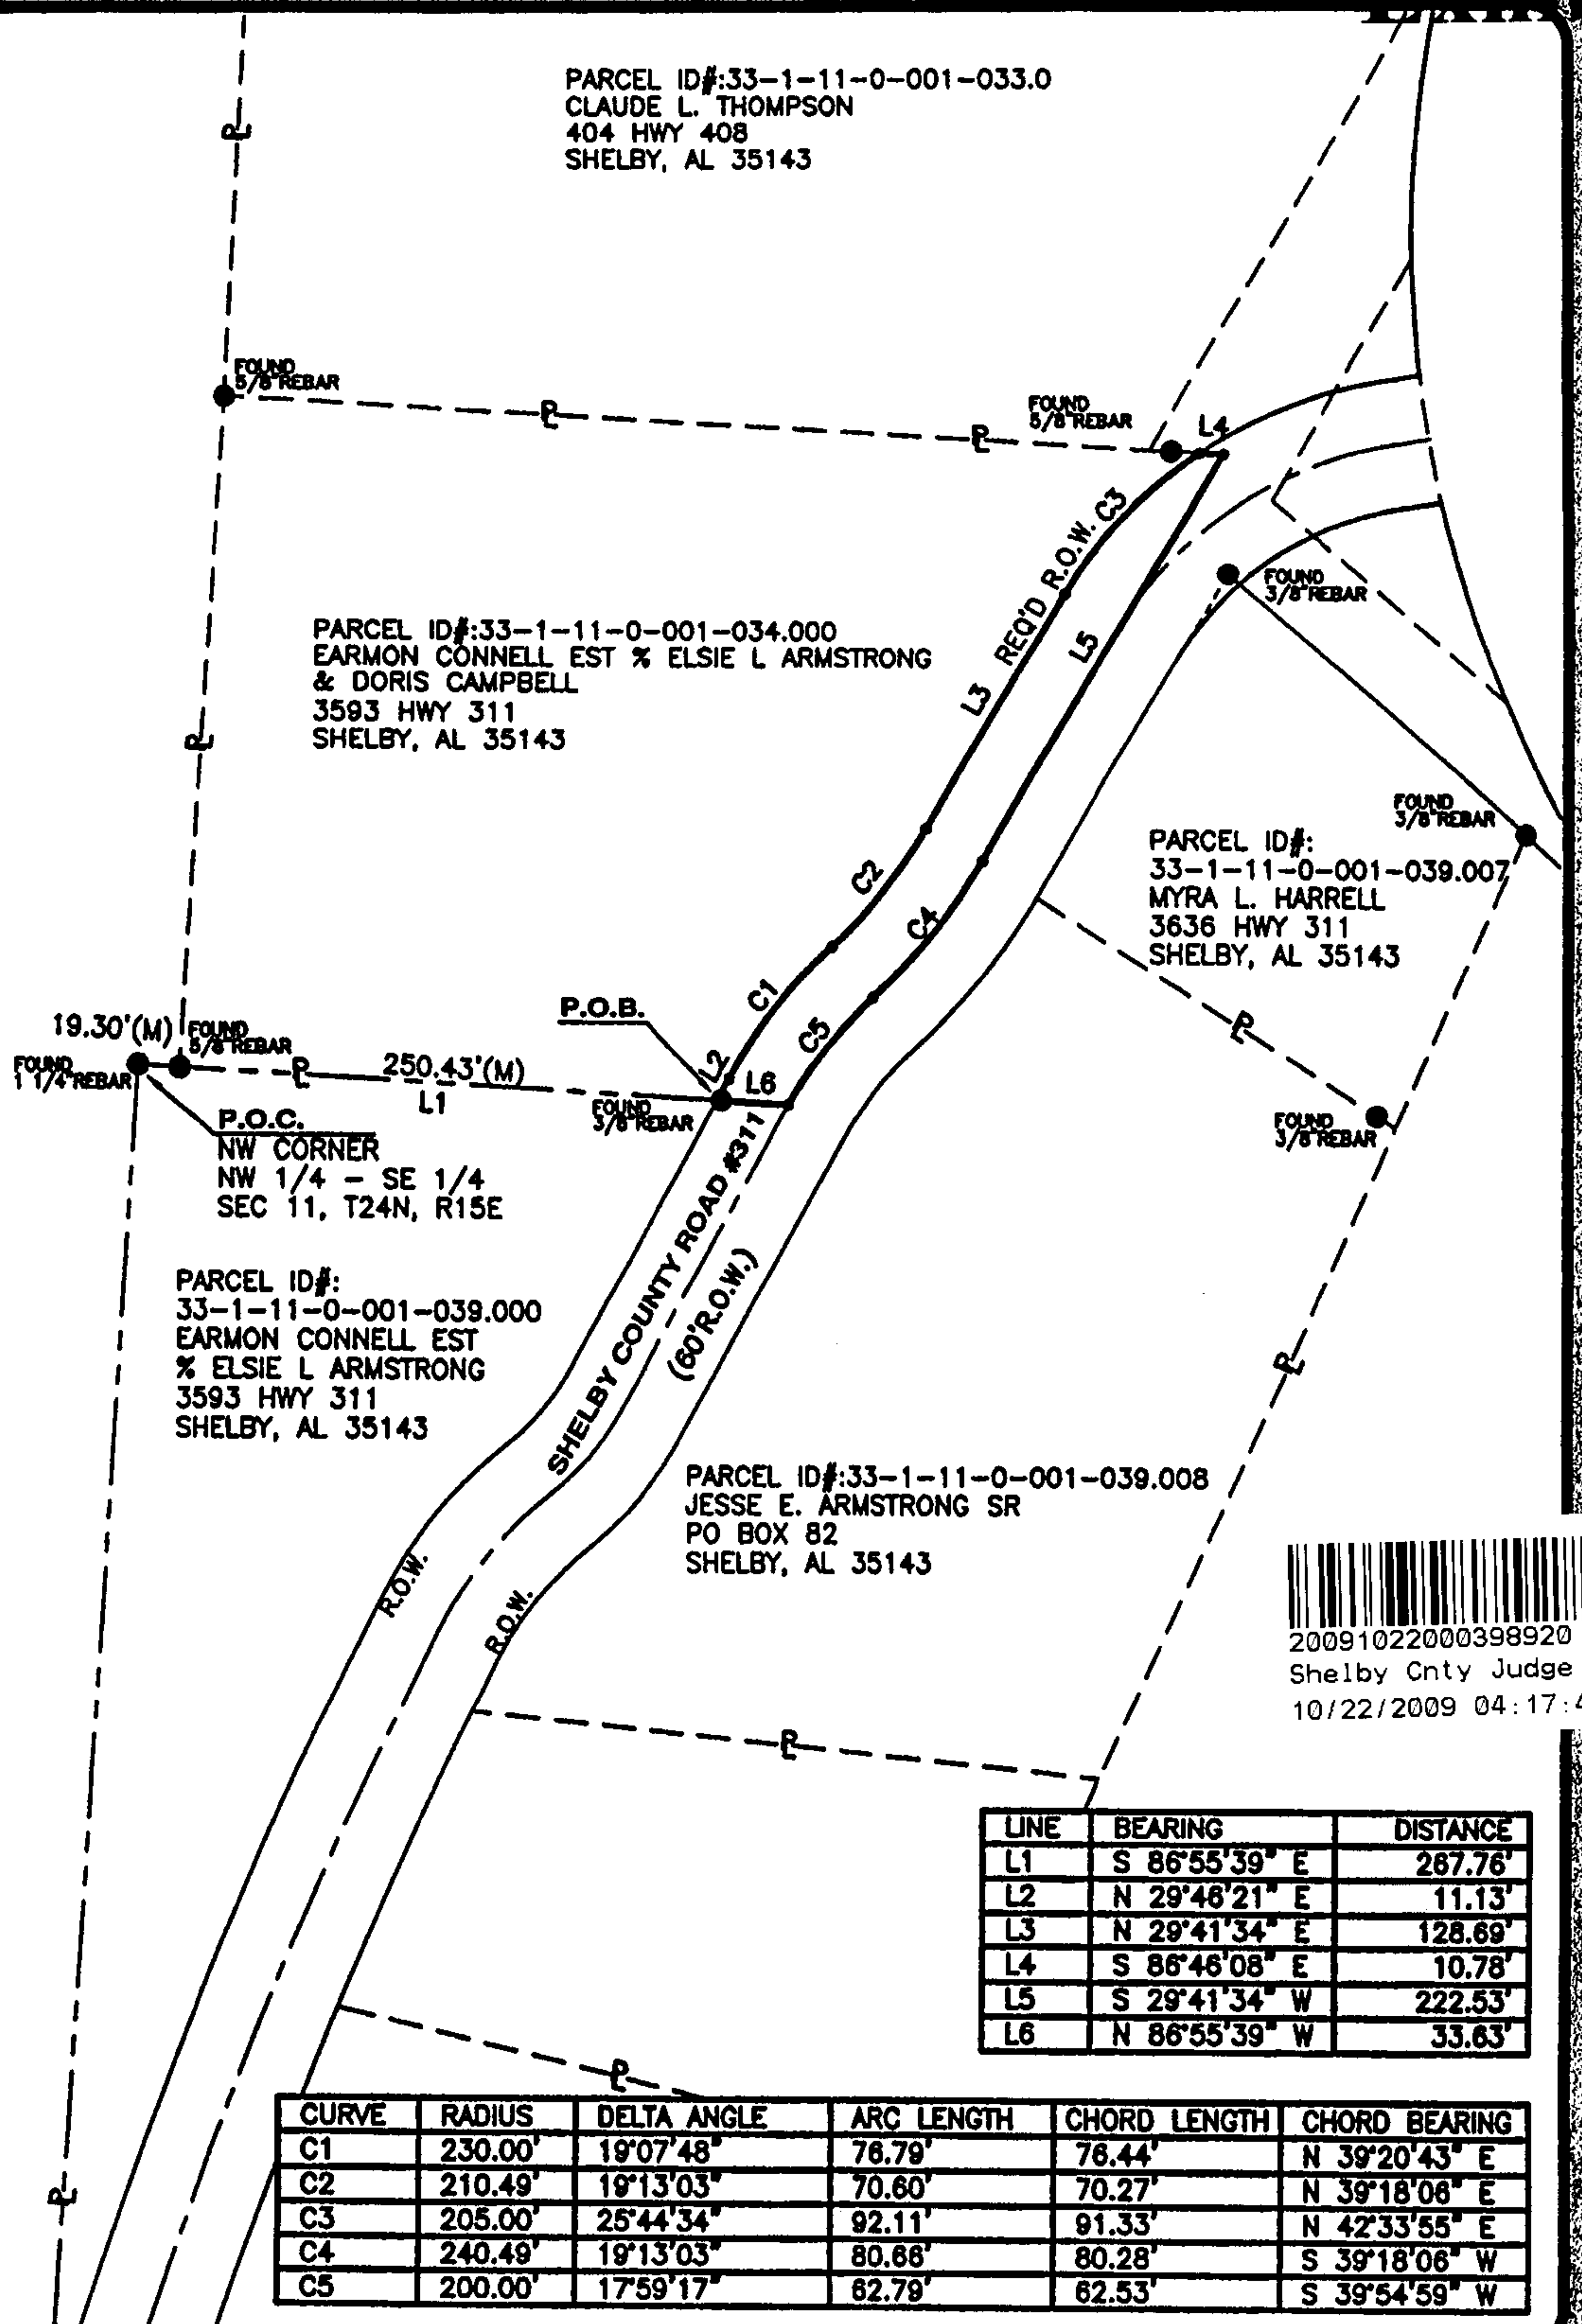 PARCEL ID#:33-1-11-0-001-033.0
CLAUDE L. THOMPSON
404 HWY 408
SHELBY, AL 35143
PL
FOUND
5/8"REBAR
PL
PL
FOUND
5/8"REBAR
L4
C3
REQ'D R.O.W.
L3
L5
FOUND
3/8"REBAR
PARCEL ID#:33-1-11-0-001-034.000
EARMON CONNELL EST % ELSIE L ARMSTRONG
& DORIS CAMPBELL
3593 HWY 311
SHELBY, AL 35143
PL
FOUND
3/8"REBAR
PARCEL ID#:
33-1-11-0-001-039.007
MYRA L. HARRELL
3636 HWY 311
SHELBY, AL 35143
C2
C4
C1
C5
P.O.B.
L2
L6
PL
19.30'(M)
FOUND
5/8"REBAR
FOUND
1 1/4"REBAR
PL
250.43'(M)
L1
FOUND
3/8"REBAR
FOUND
3/8"REBAR
P.O.C.
NW CORNER
NW 1/4 - SE 1/4
SEC 11, T24N, R15E
SHELBY COUNTY ROAD #311
(60'R.O.W.)
PARCEL ID#:
33-1-11-0-001-039.000
EARMON CONNELL EST
% ELSIE L ARMSTRONG
3593 HWY 311
SHELBY, AL 35143
PL
PARCEL ID#:33-1-11-0-001-039.008
JESSE E. ARMSTRONG SR
PO BOX 82
SHELBY, AL 35143
R.O.W.
R.O.W.
20091022000398920
Shelby Cnty Judge
10/22/2009 04:17:4
PL
LINE BEARING DISTANCE
L1 S 86°55'39" E 267.76'
L2 N 29°46'21" E 11.13'
L3 N 29°41'34" E 128.69'
L4 S 86°46'08" E 10.78'
L5 S 29°41'34" W 222.53'
L6 N 86°55'39" W 33.63'
PL
PL
CURVE RADIUS DELTA ANGLE ARC LENGTH CHORD LENGTH CHORD BEARING
C1 230.00' 19°07'48" 76.79' 76.44' N 39°20'43" E
C2 210.49' 19°13'03" 70.60' 70.27' N 39°18'06" E
C3 205.00' 25°44'34" 92.11' 91.33' N 42°33'55" E
C4 240.49' 19°13'03" 80.66' 80.28' S 39°18'06" W
C5 200.00' 17°59'17" 62.79' 62.53' S 39°54'59" W